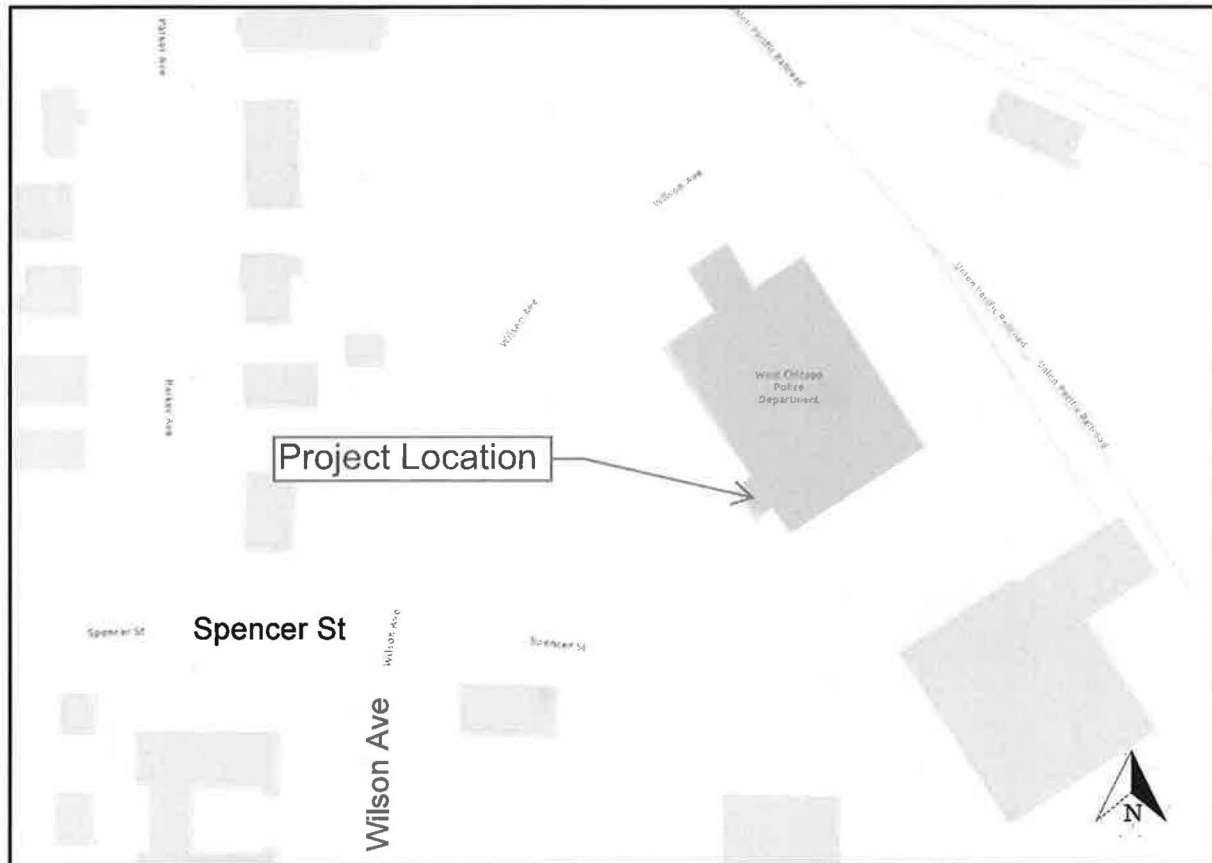 Parker Ave
Union Pacific Railroad
Wilson Ave
Wilson Ave
Union Pacific Railroad
Union Pacific Railroad
West Chicago
Police
Department
Parker Ave
Project Location
Spencer St
Spencer St
Wilson Ave
Spencer St
Wilson Ave
N